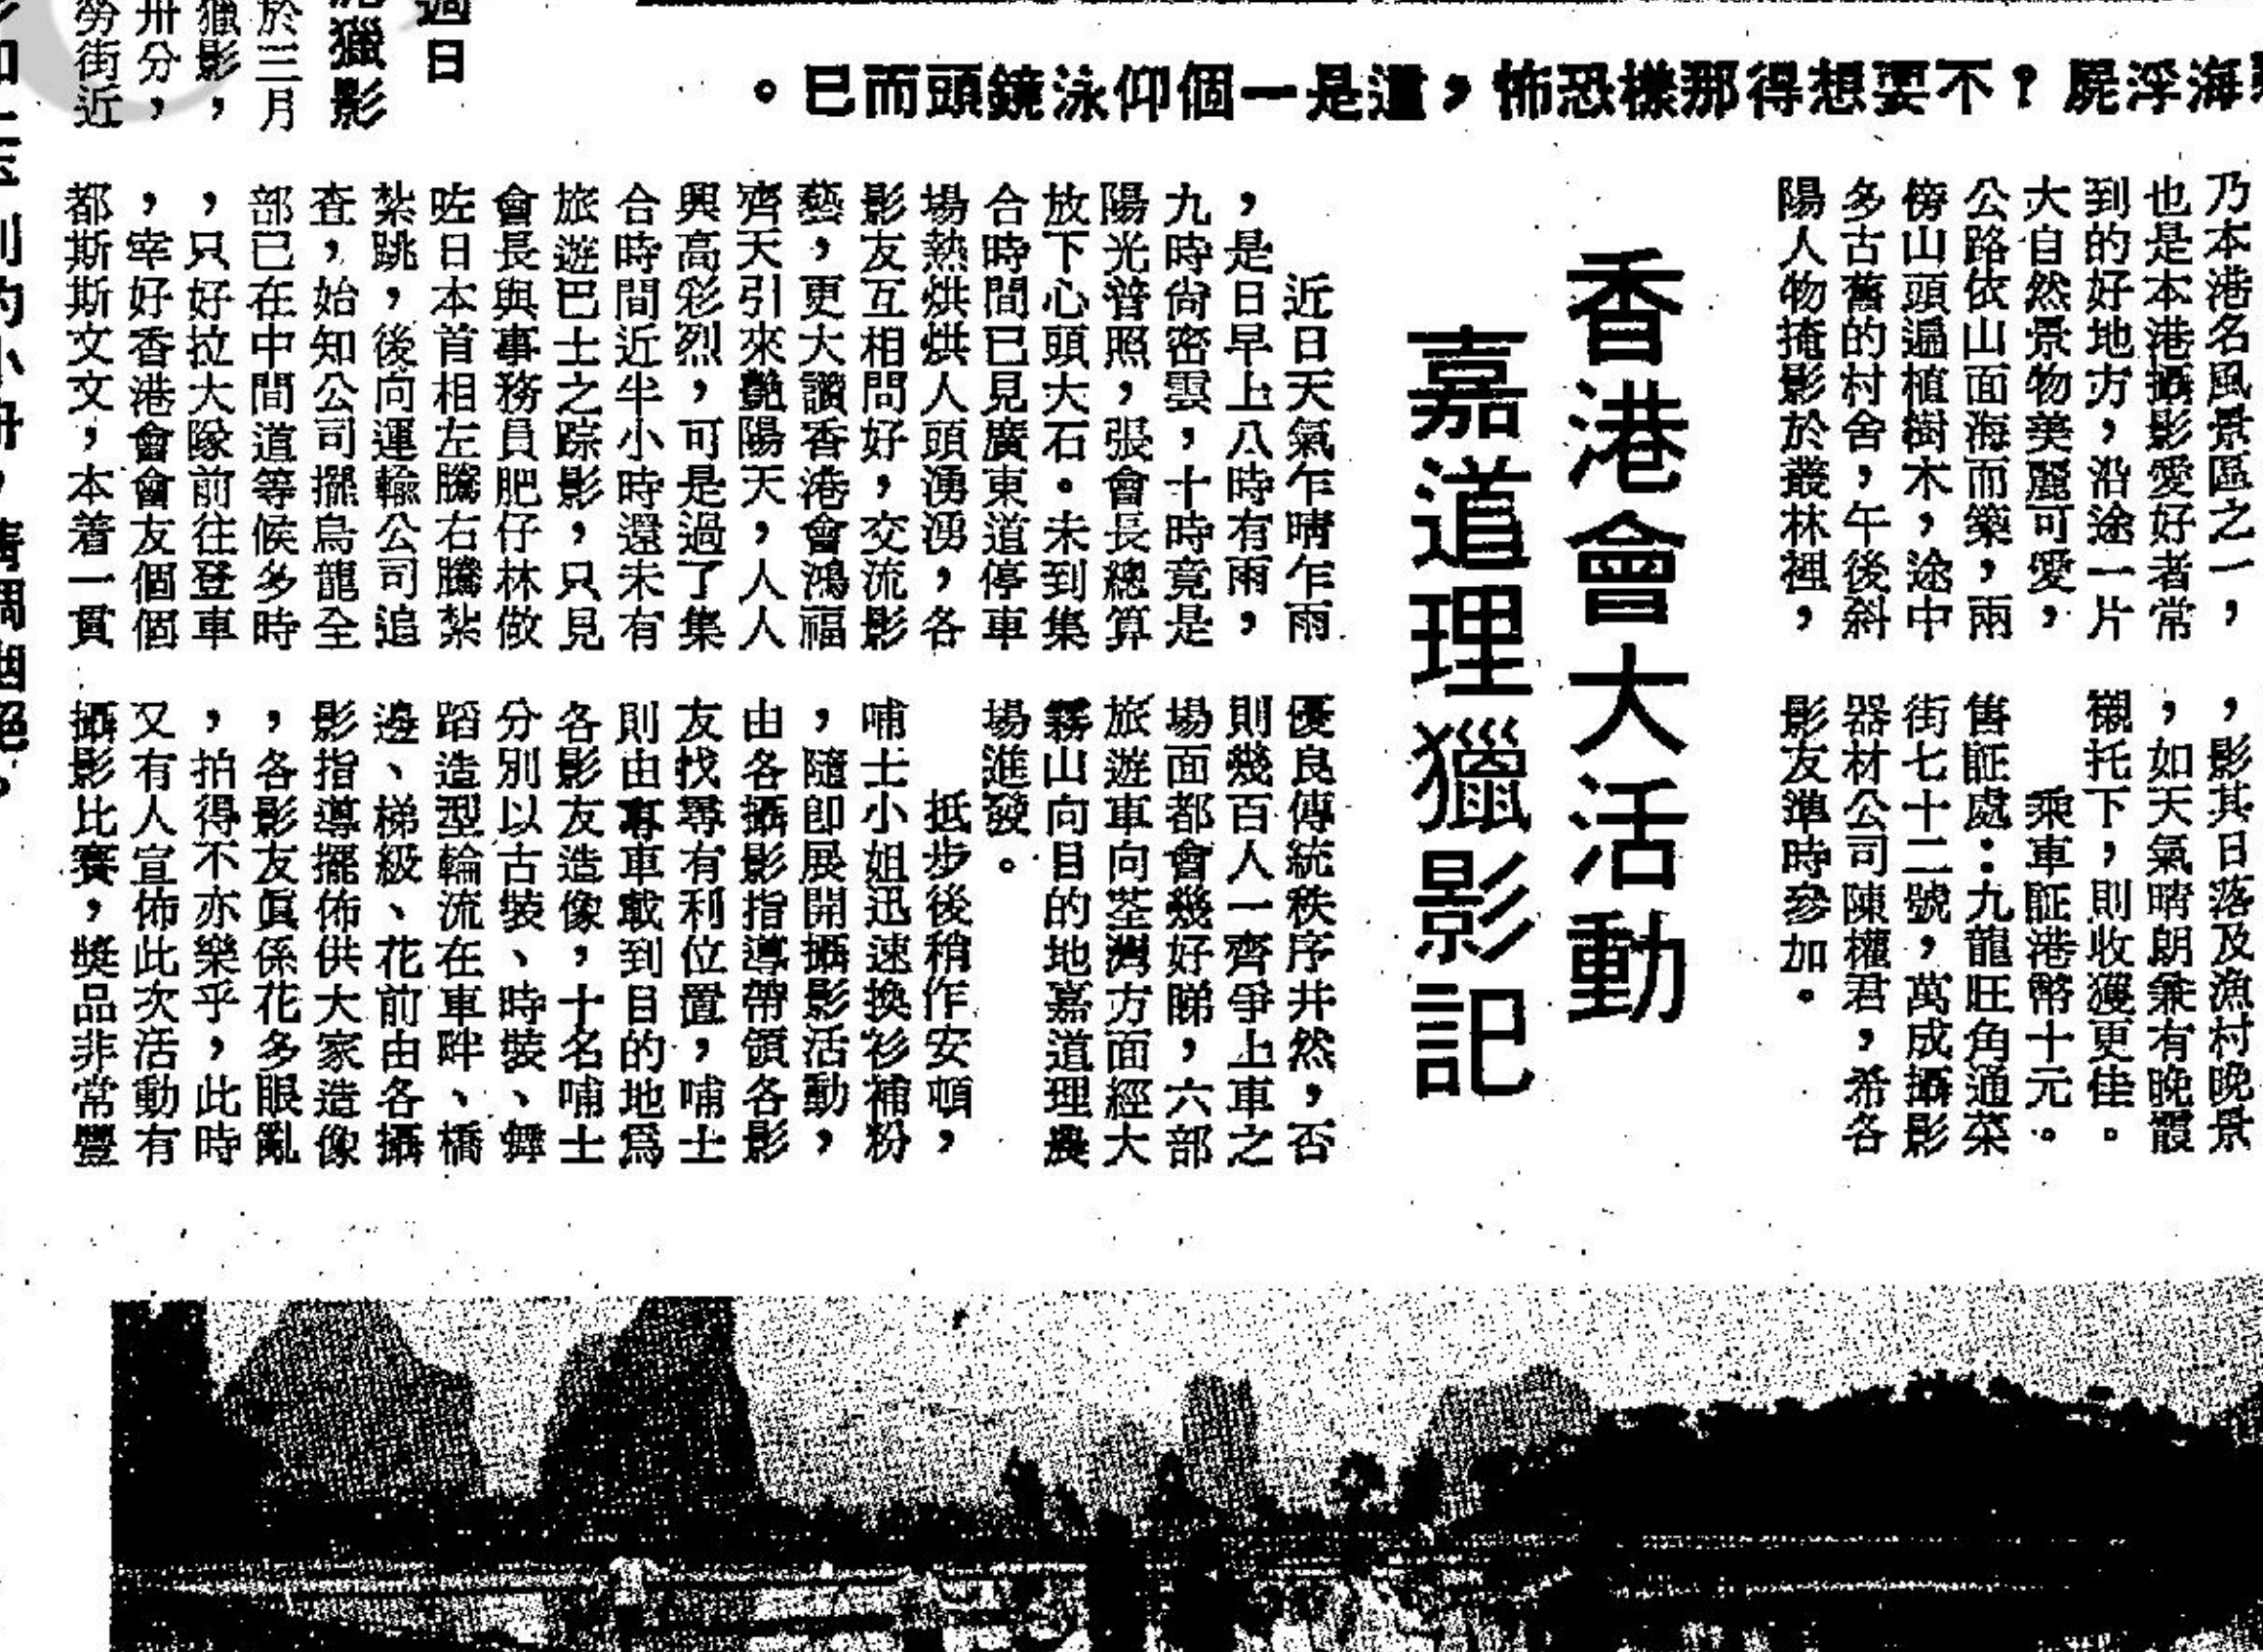 海浮屍?不要想得那樣恐怖,這是一個仰泳鏡頭而已。
乃本港名風景區之一,
也是本港攝影愛好者常
到的好地方,沿途一片
大自然景物美麗可愛,
公路依山面海而築,兩
傍山頭遍植樹木,途中
多古舊的村舍,午後斜
陽人物掩影於叢林裡,
,影其日落及漁村晚景
,如天氣晴朗兼有晚霞
襯托下,則收獲更佳。
乘車証港幣十元。
售証處:九龍旺角通菜
街七十二號,萬成攝影
器材公司陳權君,希各
影友準時參加。
香港會大活動
嘉道理獵影記
近日天氣乍晴乍雨
,是日早上八時有雨,
九時尙密雲,十時竟是
陽光普照,張會長總算
放下心頭大石。未到集
合時間已見廣東道停車
場熱烘烘人頭湧湧,各
影友互相問好,交流影
藝,更大讚香港會鴻福
齊天引來艷陽天,人人
興高彩烈,可是過了集
合時間近半小時還未有
旅遊巴士之踪影,只見
會長與事務員肥仔林做
咗日本首相左騰右騰紮
紮跳,後向運輸公司追
查,始知公司擺烏龍全
部已在中間道等候多時
,只好拉大隊前往登車
,幸好香港會會友個個
都斯斯文文,本着一貫
優良傳統秩序井然,否
則幾百人一齊爭上車之
場面都會幾好睇,六部
旅遊車向荃灣方面經大
霧山向目的地嘉道理農
場進發。
抵步後稍作安頓,
哺士小姐迅速換衫補粉
,隨卽展開攝影活動,
由各攝影指導帶領各影
友找尋有利位置,哺士
則由專車載到目的地爲
各影友造像,十名哺士
分別以古裝、時裝、舞
蹈造型輪流在車畔、橋
邊、梯級、花前由各攝
影指導擺佈供大家造像
,各影友眞係花多眼亂
,拍得不亦樂乎,此時
又有人宣佈此次活動有
攝影比賽,獎品非常豐
週日
獵影
於三月
獵影,
卅分,
勞街近